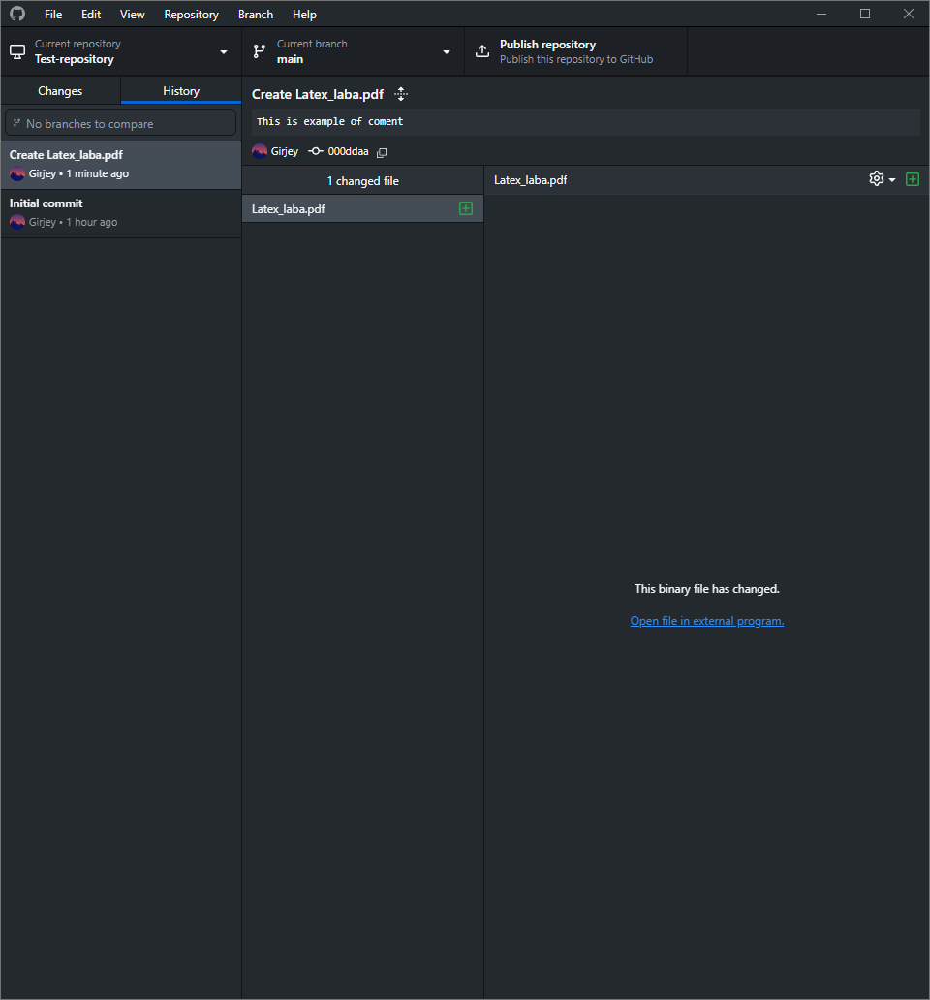 File Edit View Repository Branch Help
Current repository
Test-repository
Current branch
main
Publish repository
Publish this repository to GitHub
Changes
History
No branches to compare
Create Latex_laba.pdf
Girjey • 1 minute ago
Initial commit
Girjey • 1 hour ago
Create Latex_laba.pdf
This is example of coment
Girjey 000ddaa
1 changed file
Latex_laba.pdf
Latex_laba.pdf
This binary file has changed.
Open file in external program.